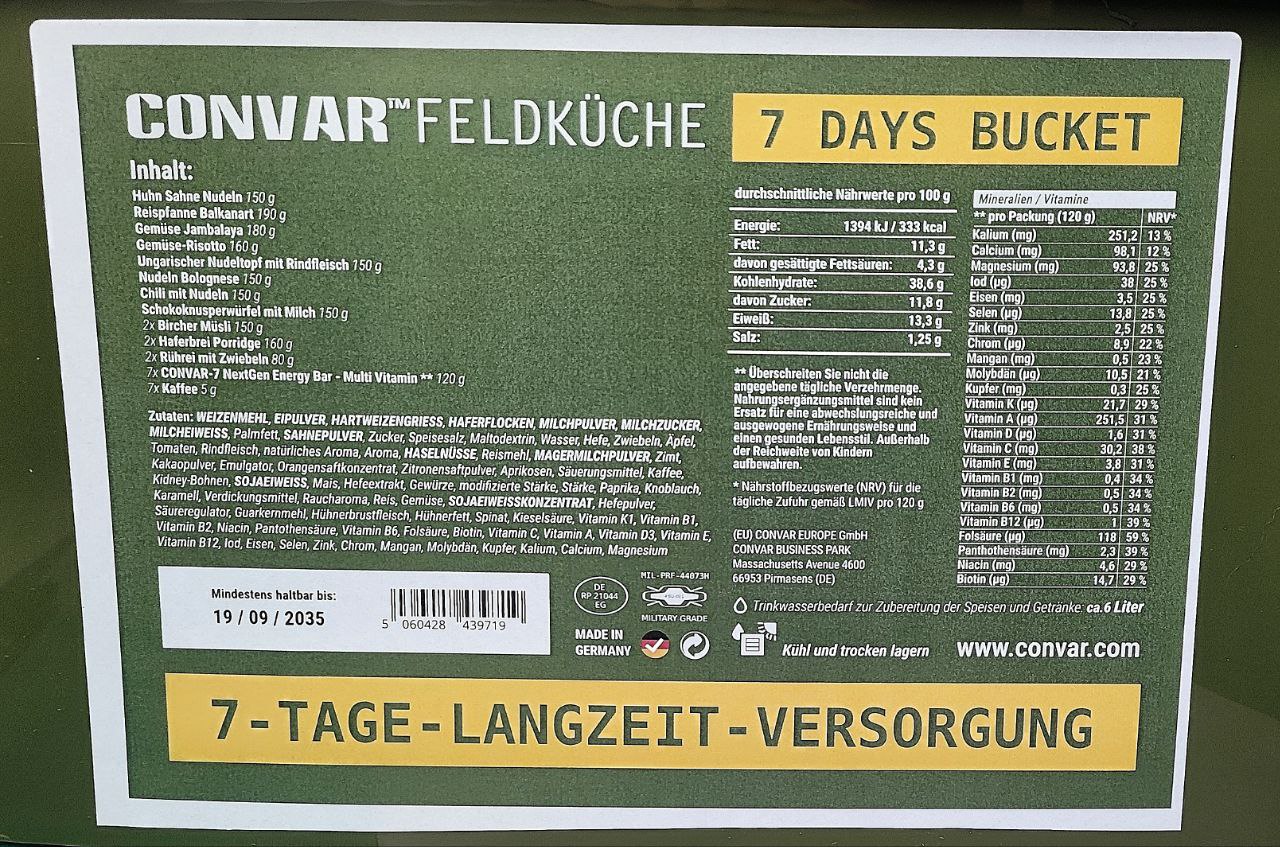 CONVAR™ FELDKÜCHE
7 DAYS BUCKET
Inhalt:
Huhn Sahne Nudeln 150 g
Reispfanne Balkanart 190 g
Gemüse Jambalaya 180 g
Gemüse-Risotto 160 g
Ungarischer Nudeltopf mit Rindfleisch 150 g
Nudeln Bolognese 150 g
Chili mit Nudeln 150 g
Schokoknusperwürfel mit Milch 150 g
2x Bircher Müsli 150 g
2x Haferbrei Porridge 160 g
2x Rührei mit Zwiebeln 80 g
7x CONVAR-7 NextGen Energy Bar - Multi Vitamin ** 120 g
7x Kaffee 5 g
Zutaten: WEIZENMEHL, EIPULVER, HARTWEIZENGRIESS, HAFERFLOCKEN, MILCHPULVER, MILCHZUCKER,
MILCHEIWEISS, Palmfett, SAHNEPULVER, Zucker, Speisesalz, Maltodextrin, Wasser, Hefe, Zwiebeln, Äpfel,
Tomaten, Rindfleisch, natürliches Aroma, Aroma, HASELNÜSSE, Reismehl, MAGERMILCHPULVER, Zimt,
Kakaopulver, Emulgator, Orangensaftkonzentrat, Zitronensaftpulver, Aprikosen, Säuerungsmittel, Kaffee,
Kidney-Bohnen, SOJAEIWEISS, Mais, Hefeextrakt, Gewürze, modifizierte Stärke, Stärke, Paprika, Knoblauch,
Karamell, Verdickungsmittel, Raucharoma, Reis, Gemüse, SOJAEIWEISSKONZENTRAT, Hefepulver,
Säureregulator, Guarkernmehl, Hühnerbrustfleisch, Hühnerfett, Spinat, Kieselsäure, Vitamin K1, Vitamin B1,
Vitamin B2, Niacin, Pantothensäure, Vitamin B6, Folsäure, Biotin, Vitamin C, Vitamin A, Vitamin D3, Vitamin E,
Vitamin B12, Iod, Eisen, Selen, Zink, Chrom, Mangan, Molybdän, Kupfer, Kalium, Calcium, Magnesium
Mindestens haltbar bis:
19 / 09 / 2035
5 060428 439719
DE
RP 21044
EG
MIL-PRF-44073H
MILITARY GRADE
MADE IN
GERMANY
durchschnittliche Nährwerte pro 100 g
Energie: 1394 kJ / 333 kcal
Fett: 11,3 g
davon gesättigte Fettsäuren: 4,3 g
Kohlenhydrate: 38,6 g
davon Zucker: 11,8 g
Eiweiß: 13,3 g
Salz: 1,25 g
** Überschreiten Sie nicht die
angegebene tägliche Verzehrmenge.
Nahrungsergänzungsmittel sind kein
Ersatz für eine abwechslungsreiche und
ausgewogene Ernährungsweise und
einen gesunden Lebensstil. Außerhalb
der Reichweite von Kindern
aufbewahren.
* Nährstoffbezugswerte (NRV) für die
tägliche Zufuhr gemäß LMIV pro 120 g
(EU) CONVAR EUROPE GmbH
CONVAR BUSINESS PARK
Massachusetts Avenue 4600
66953 Pirmasens (DE)
Mineralien / Vitamine
** pro Packung (120 g) NRV*
Kalium (mg) 251,2 13 %
Calcium (mg) 98,1 12 %
Magnesium (mg) 93,8 25 %
Iod (µg) 38 25 %
Eisen (mg) 3,5 25 %
Selen (µg) 13,8 25 %
Zink (mg) 2,5 25 %
Chrom (µg) 8,9 22 %
Mangan (mg) 0,5 23 %
Molybdän (µg) 10,5 21 %
Kupfer (mg) 0,3 25 %
Vitamin K (µg) 21,7 29 %
Vitamin A (µg) 251,5 31 %
Vitamin D (µg) 1,6 31 %
Vitamin C (mg) 30,2 38 %
Vitamin E (mg) 3,8 31 %
Vitamin B1 (mg) 0,4 34 %
Vitamin B2 (mg) 0,5 34 %
Vitamin B6 (mg) 0,5 34 %
Vitamin B12 (µg) 1 39 %
Folsäure (µg) 118 59 %
Panthothensäure (mg) 2,3 39 %
Niacin (mg) 4,6 29 %
Biotin (µg) 14,7 29 %
Trinkwasserbedarf zur Zubereitung der Speisen und Getränke: ca.6 Liter
Kühl und trocken lagern
www.convar.com
7-TAGE-LANGZEIT-VERSORGUNG